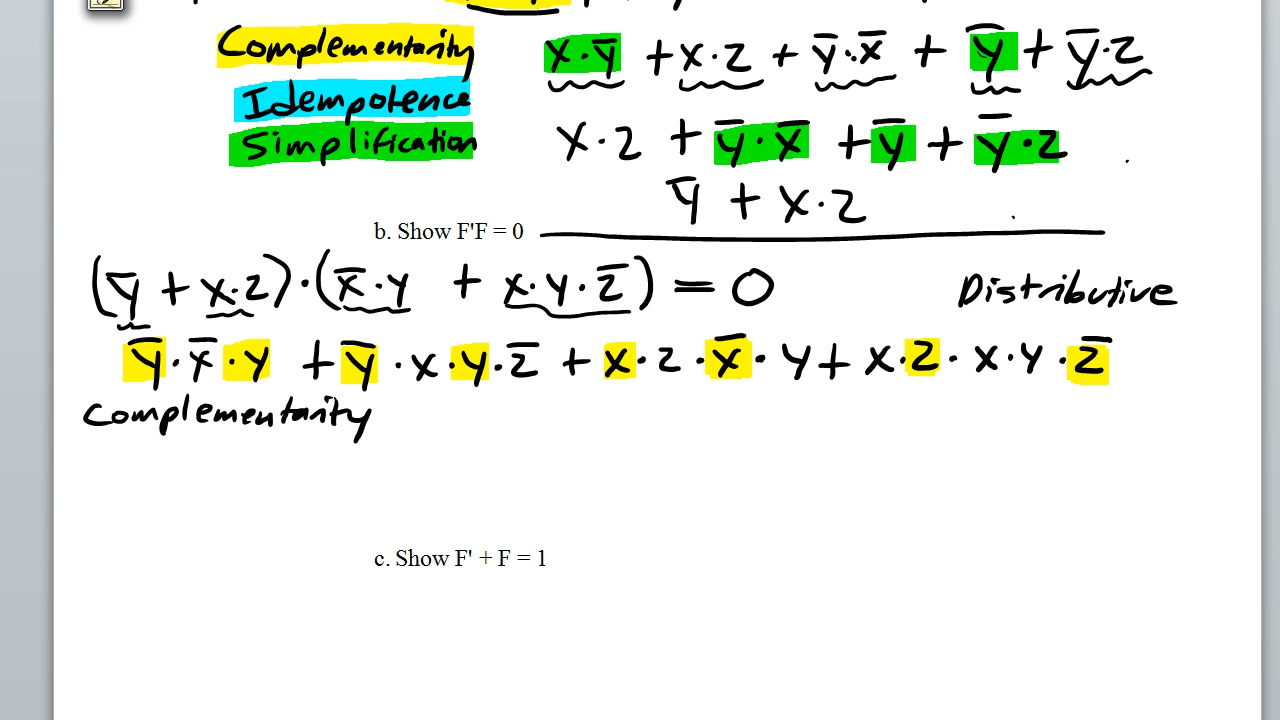 Complementarity
x·y̅ + x·z + y̅·x̅ + y̅ + y̅·z
Idempotence
Simplification
x·z + y̅·x̅ + y̅ + y̅·z
y̅ + x·z
b. Show F'F = 0
(y̅ + x·z)·(x̅·y + x·y·z̅) = 0 Distributive
y̅·x̅·y + y̅·x·y·z̅ + x·z·x̅·y + x·z·x·y·z̅
Complementarity
c. Show F' + F = 1